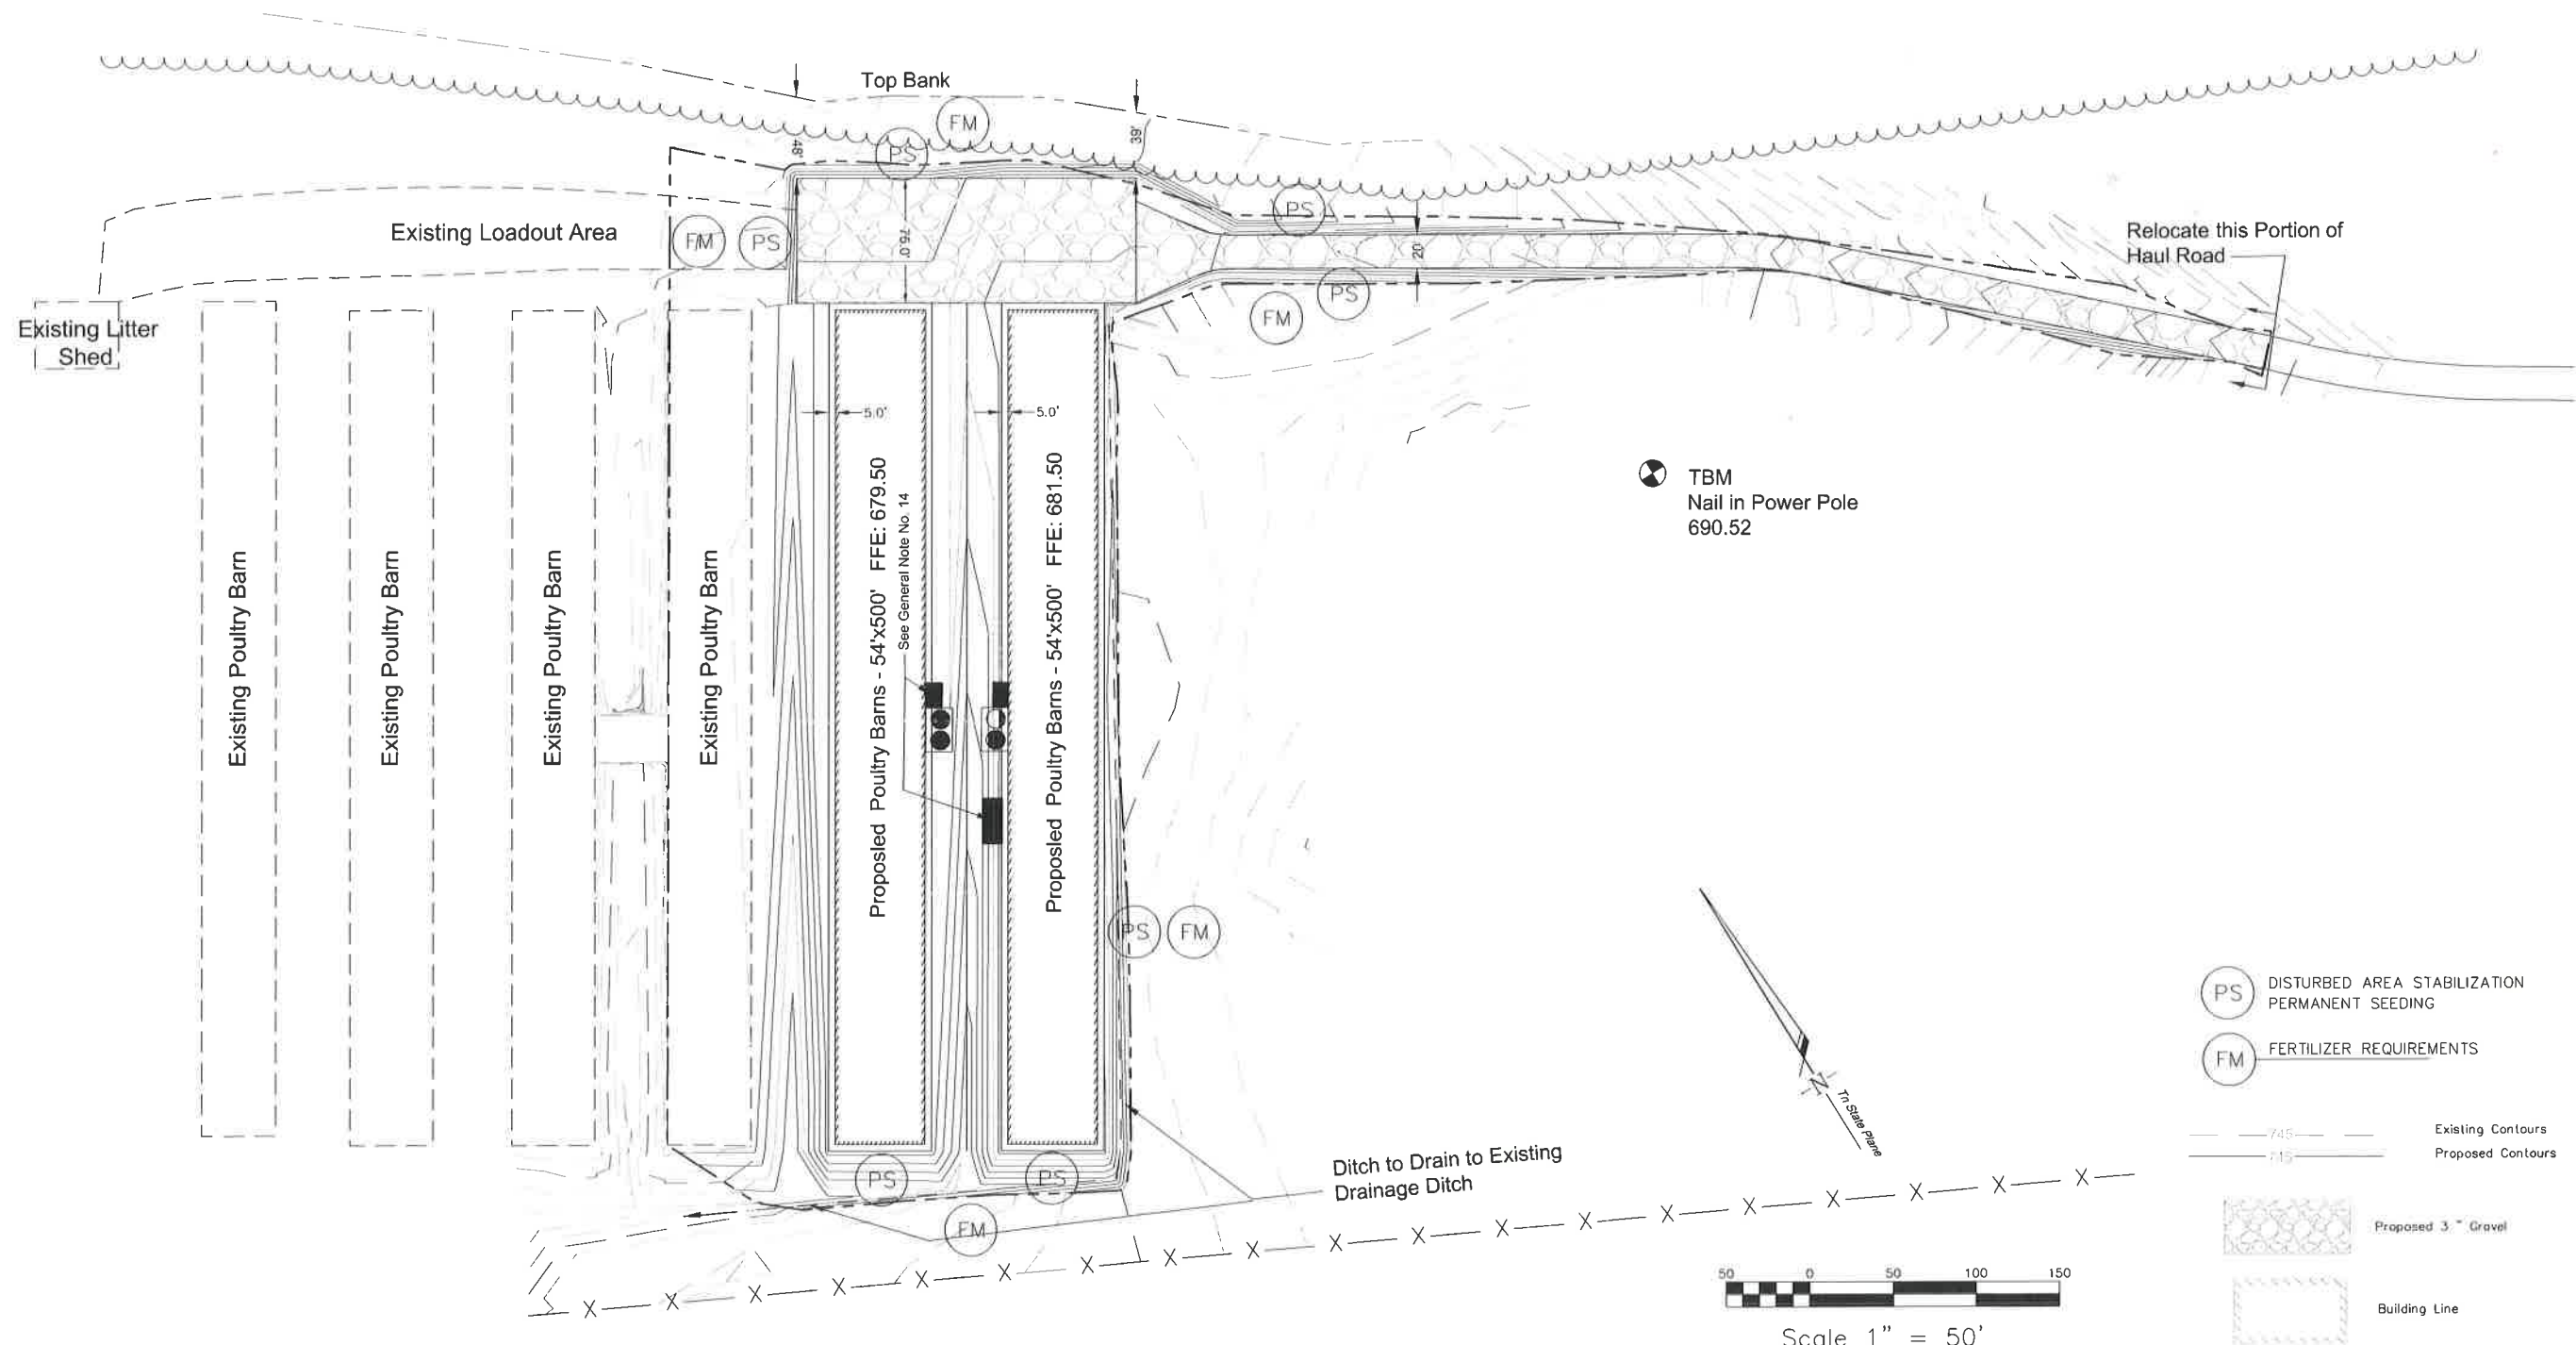 Top Bank
FM
PS
48'
39'
Existing Loadout Area
FM
PS
75.0'
PS
20'
Relocate this Portion of
Haul Road
PS
FM
Existing Litter
Shed
5.0'
5.0'
TBM
Nail in Power Pole
690.52
Existing Poultry Barn
Existing Poultry Barn
Existing Poultry Barn
Existing Poultry Barn
Proposled Poultry Barns - 54'x500' FFE: 679.50
See General Note No. 14
Proposled Poultry Barns - 54'x500' FFE: 681.50
PS
FM
PS
PS
FM
Ditch to Drain to Existing
Drainage Ditch
N
Tn State Plane
PS
DISTURBED AREA STABILIZATION
PERMANENT SEEDING
FM
FERTILIZER REQUIREMENTS
745
Existing Contours
745
Proposed Contours
Proposed 3 " Gravel
Building Line
X X X X X X X X X X X X X X X X X X X
50 0 50 100 150
Scale 1" = 50'